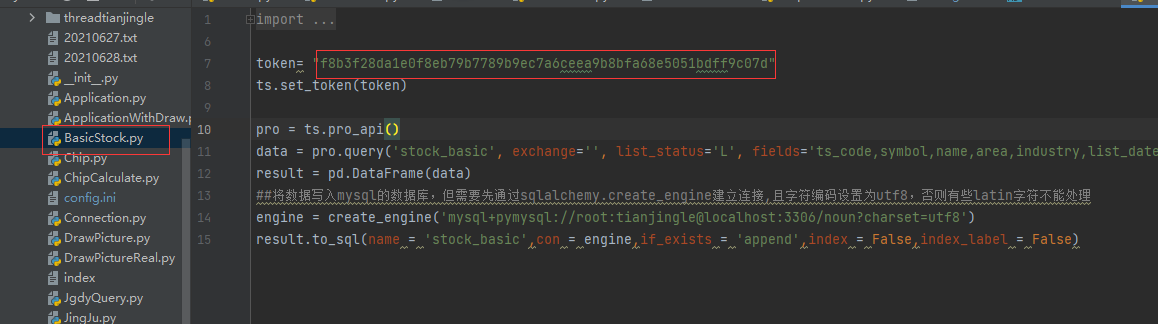 threadtianjingle
20210627.txt
20210628.txt
__init__.py
Application.py
ApplicationWithDraw.p
BasicStock.py
Chip.py
ChipCalculate.py
config.ini
Connection.py
DrawPicture.py
DrawPictureReal.py
index
JgdyQuery.py
JingJu.py
1 import ...
6
7 token= "f8b3f28da1e0f8eb79b7789b9ec7a6ceeea9b8bfa68e5051bdff9c07d"
8 ts.set_token(token)
9
10 pro = ts.pro_api()
11 data = pro.query('stock_basic', exchange='', list_status='L', fields='ts_code,symbol,name,area,industry,list_date
12 result = pd.DataFrame(data)
13 ##将数据写入mysql的数据库，但需要先通过sqlalchemy.create_engine建立连接,且字符编码设置为utf8，否则有些latin字符不能处理
14 engine = create_engine('mysql+pymysql://root:tianjingle@localhost:3306/noun?charset=utf8')
15 result.to_sql(name = 'stock_basic',con = engine,if_exists = 'append',index = False,index_label = False)